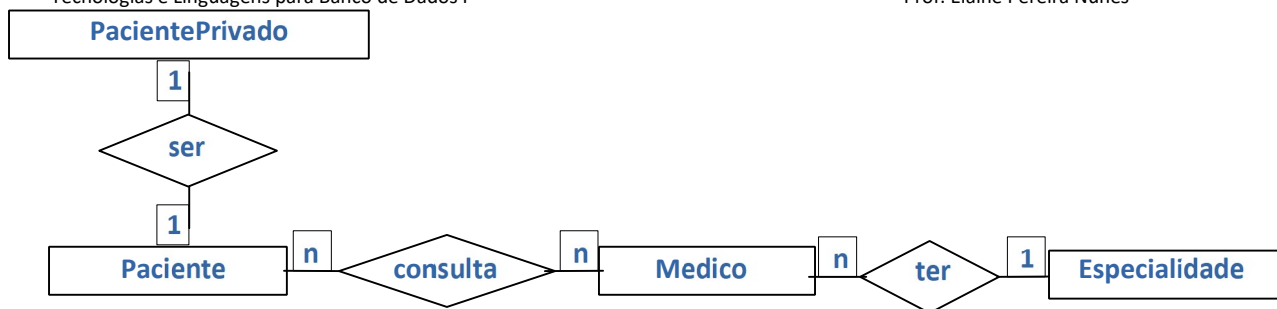 Tecnologias e Linguagens para Banco de Dados I
Prof. Elaine Pereira Nunes
PacientePrivado
1
ser
1
Paciente
n
consulta
n
Medico
n
ter
1
Especialidade